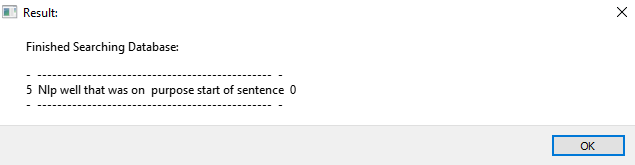 Result:
Finished Searching Database:
-  ------------------------------------------------  -
5  Nlp well that was on  purpose start of sentence  0
-  ------------------------------------------------  -
OK